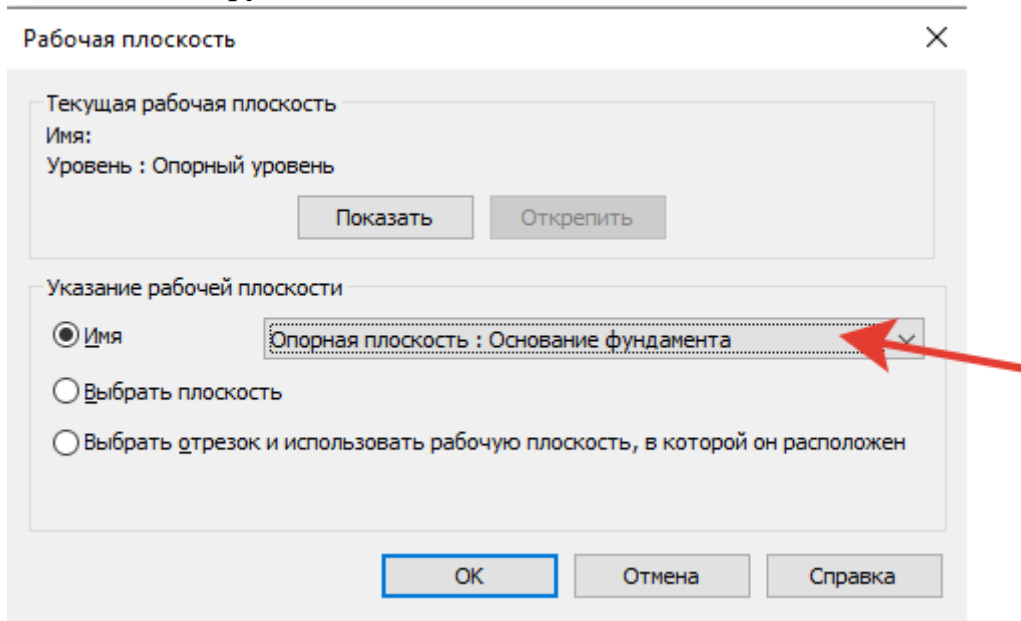 Рабочая плоскость
Текущая рабочая плоскость
Имя:
Уровень : Опорный уровень
Показать Открепить
Указание рабочей плоскости
Имя Опорная плоскость : Основание фундамента
Выбрать плоскость
Выбрать отрезок и использовать рабочую плоскость, в которой он расположен
OK Отмена Справка